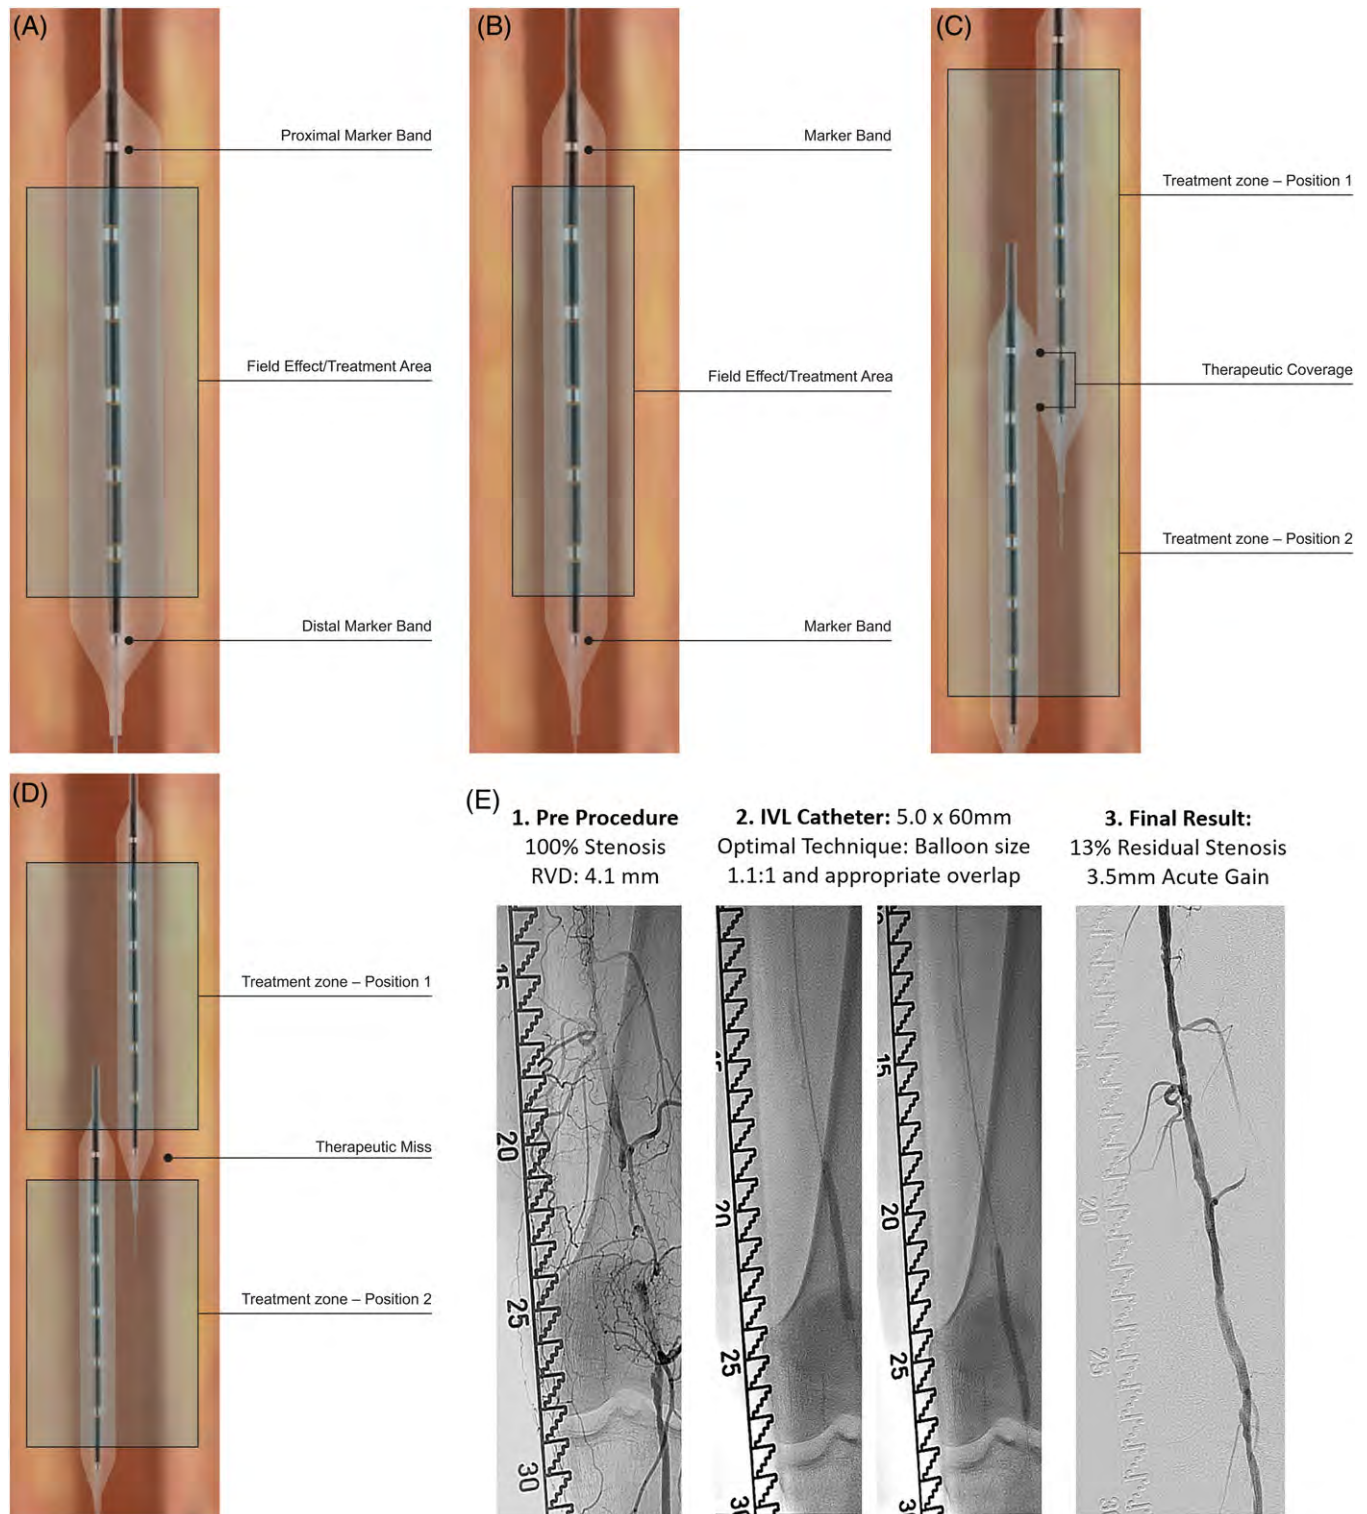 (A)
Proximal Marker Band
Field Effect/Treatment Area
Distal Marker Band
(B)
Marker Band
Field Effect/Treatment Area
Marker Band
(C)
Treatment zone – Position 1
Therapeutic Coverage
Treatment zone – Position 2
(D)
Treatment zone – Position 1
Therapeutic Miss
Treatment zone – Position 2
(E)
1. Pre Procedure
100% Stenosis
RVD: 4.1 mm
2. IVL Catheter: 5.0 x 60mm
Optimal Technique: Balloon size
1.1:1 and appropriate overlap
3. Final Result:
13% Residual Stenosis
3.5mm Acute Gain
15
20
25
30
20
25
15
20
25
15
20
25